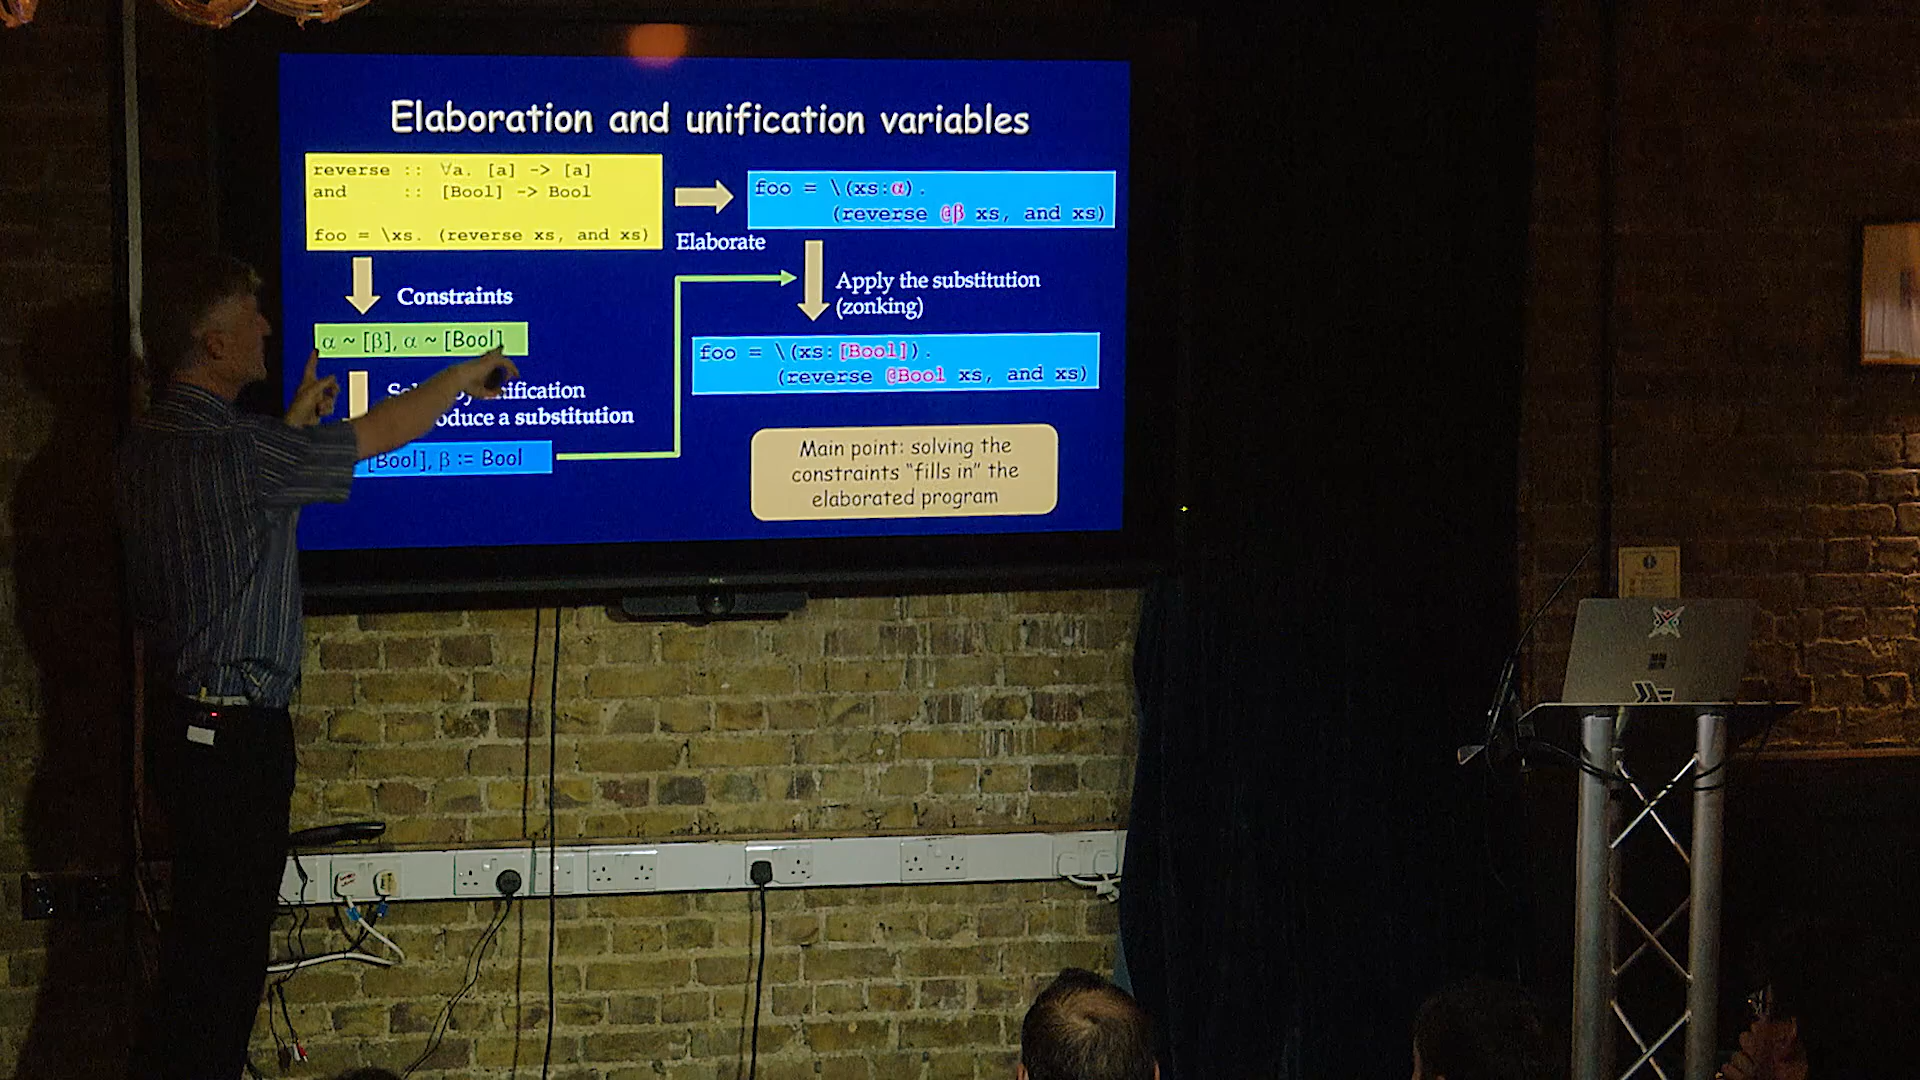 Elaboration and unification variables
reverse :: ∀a. [a] -> [a]
and :: [Bool] -> Bool
foo = \xs. (reverse xs, and xs)
Elaborate
foo = \(xs:α).
(reverse @β xs, and xs)
Constraints
α ~ [β], α ~ [Bool]
Apply the substitution
(zonking)
foo = \(xs:[Bool]).
(reverse @Bool xs, and xs)
a substitution
[Bool], β := Bool
Main point: solving the
constraints “fills in” the
elaborated program
NEC